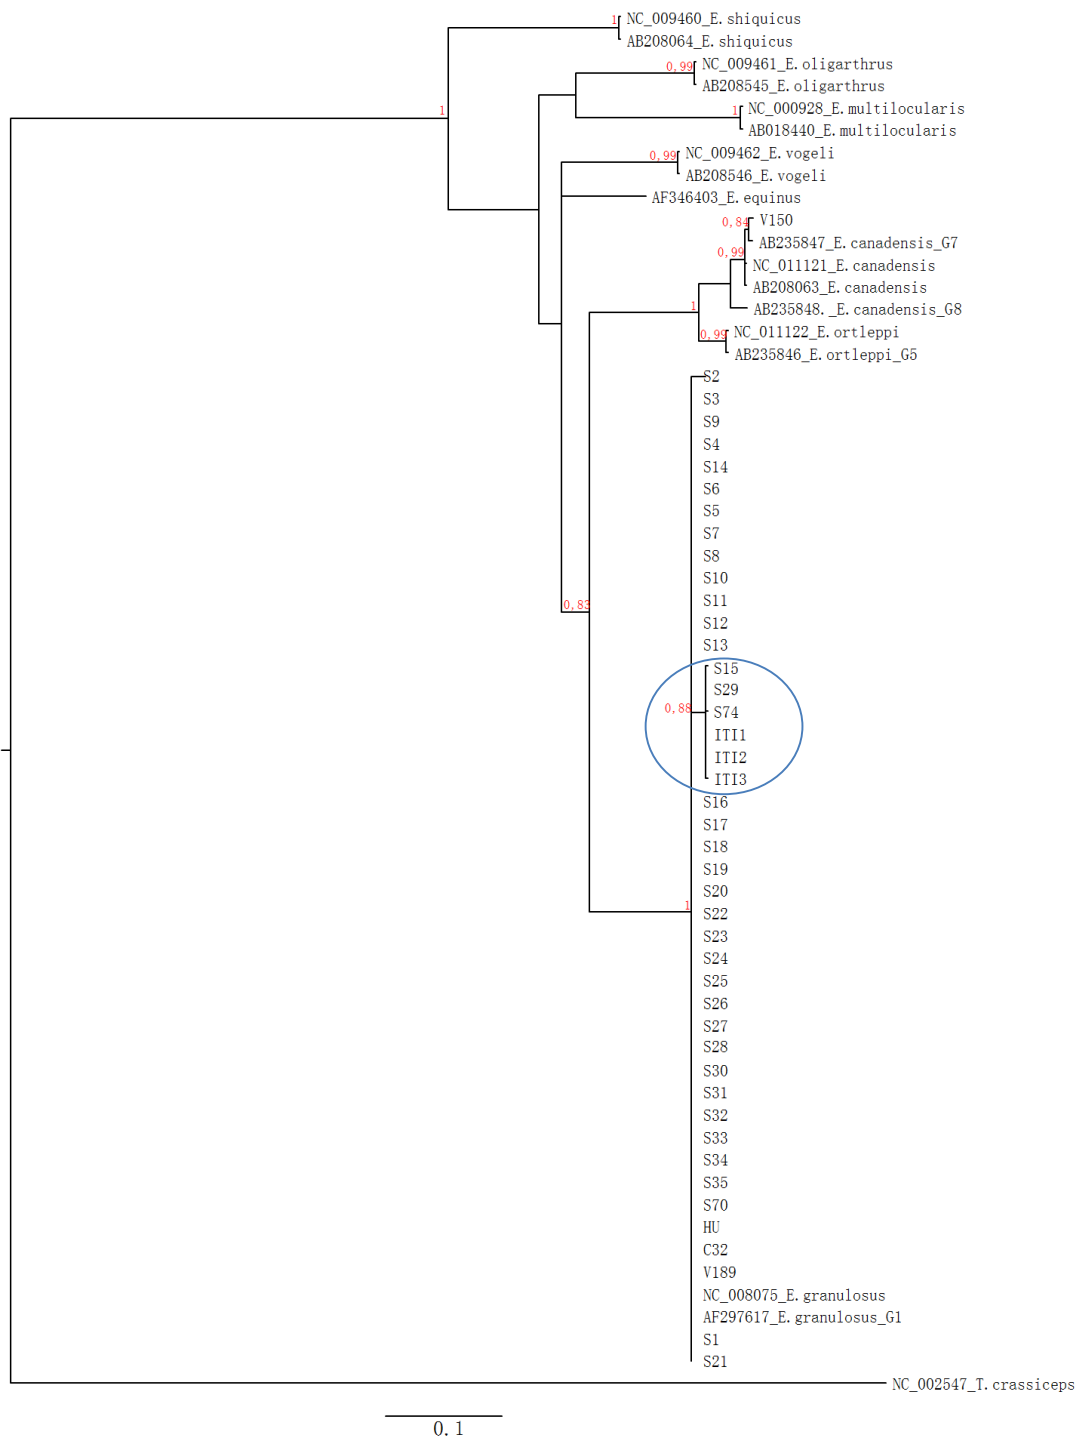 1
NC_009460_E.shiquicus
AB208064_E.shiquicus
0,99
NC_009461_E.oligarthrus
AB208545_E.oligarthrus
1
1
NC_000928_E.multilocularis
AB018440_E.multilocularis
0,99
NC_009462_E.vogeli
AB208546_E.vogeli
AF346403_E.equinus
0,84
V150
AB235847_E.canadensis_G7
0,99
NC_011121_E.canadensis
AB208063_E.canadensis
1
AB235848._E.canadensis_G8
0,99
NC_011122_E.ortleppi
AB235846_E.ortleppi_G5
S2
S3
S9
S4
S14
S6
S5
S7
S8
S10
S11
0,83
S12
S13
S15
S29
0,88
S74
ITI1
ITI2
ITI3
S16
S17
S18
S19
S20
1
S22
S23
S24
S25
S26
S27
S28
S30
S31
S32
S33
S34
S35
S70
HU
C32
V189
NC_008075_E.granulosus
AF297617_E.granulosus_G1
S1
S21
NC_002547_T.crassiceps
0.1